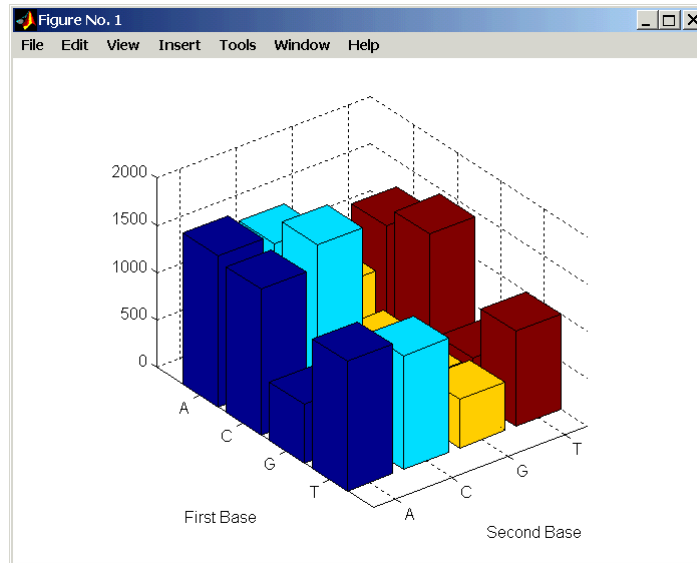 Figure No. 1
File Edit View Insert Tools Window Help
2000
1500
1000
500
0
A
C
G
T
First Base
A
C
G
T
Second Base